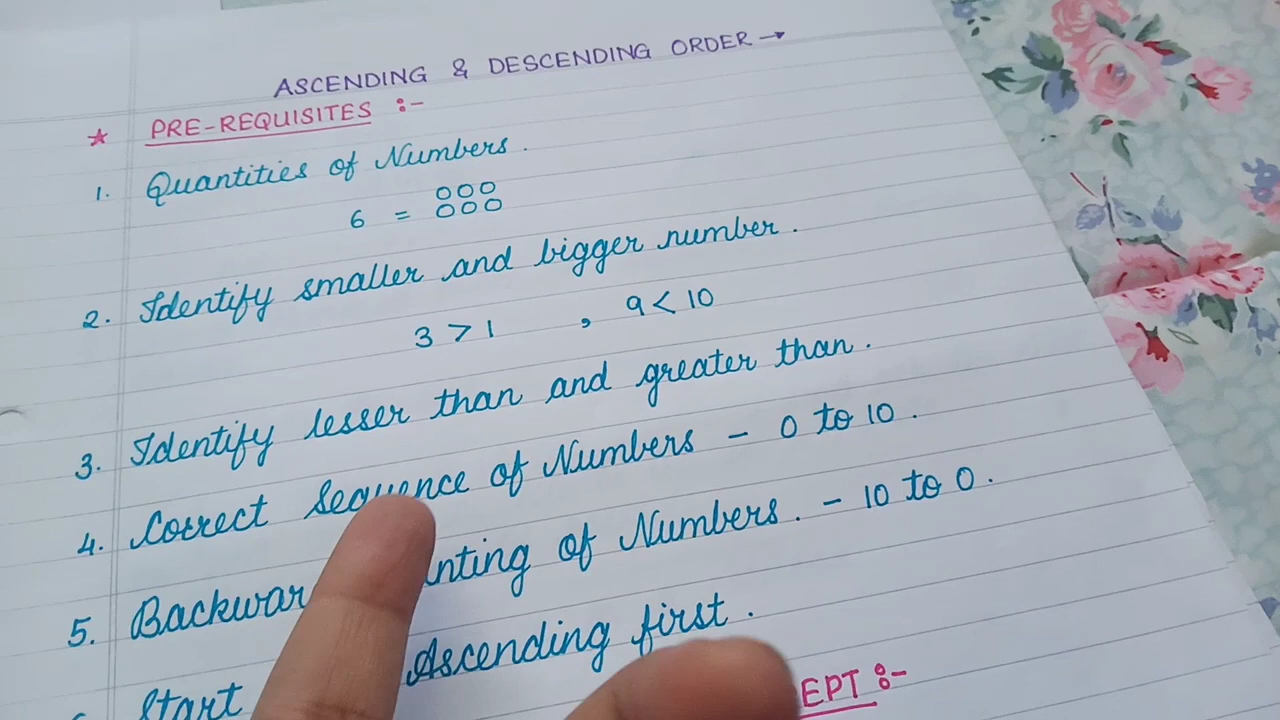 ASCENDING & DESCENDING ORDER →
★ PRE-REQUISITES :-
1. Quantities of Numbers.
6 = 000 000
2. Identify smaller and bigger number.
3 > 1 , 9 < 10
3. Identify lesser than and greater than.
4. Correct Sequence of Numbers - 0 to 10.
5. Backwar nting of Numbers. - 10 to 0.
Start Ascending first.
EPT :-